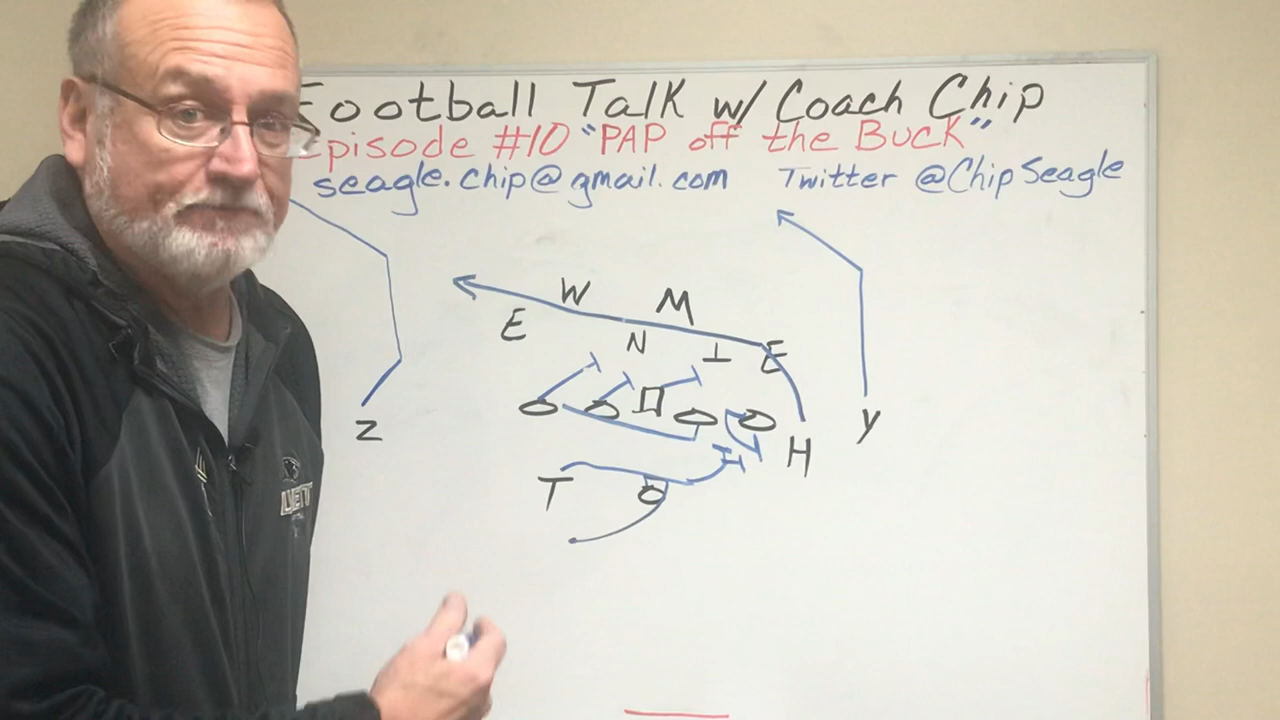 Football Talk w/ Coach Chip
Episode #10 "PAP off the Buck"
seagle.chip@gmail.com Twitter @ChipSeagle
W M
E N T E
Z H Y
T